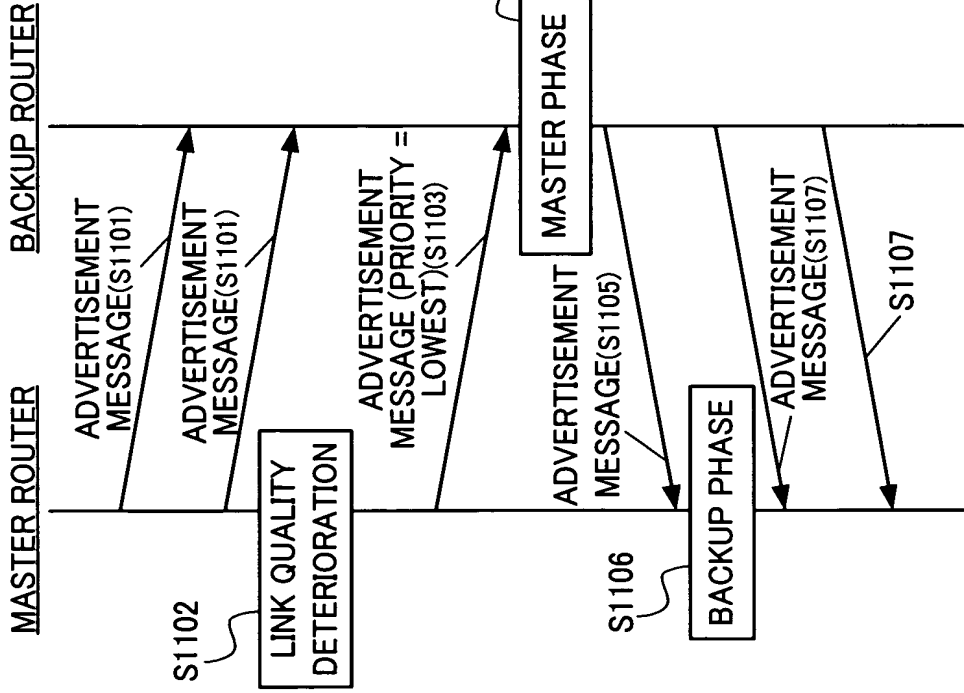 MASTER ROUTER
BACKUP ROUTER
ADVERTISEMENT
MESSAGE(S1101)
ADVERTISEMENT
MESSAGE(S1101)
S1102
LINK QUALITY
DETERIORATION
ADVERTISEMENT
MESSAGE (PRIORITY =
LOWEST)(S1103)
MASTER PHASE
ADVERTISEMENT
MESSAGE(S1105)
S1106
BACKUP PHASE
ADVERTISEMENT
MESSAGE(S1107)
S1107